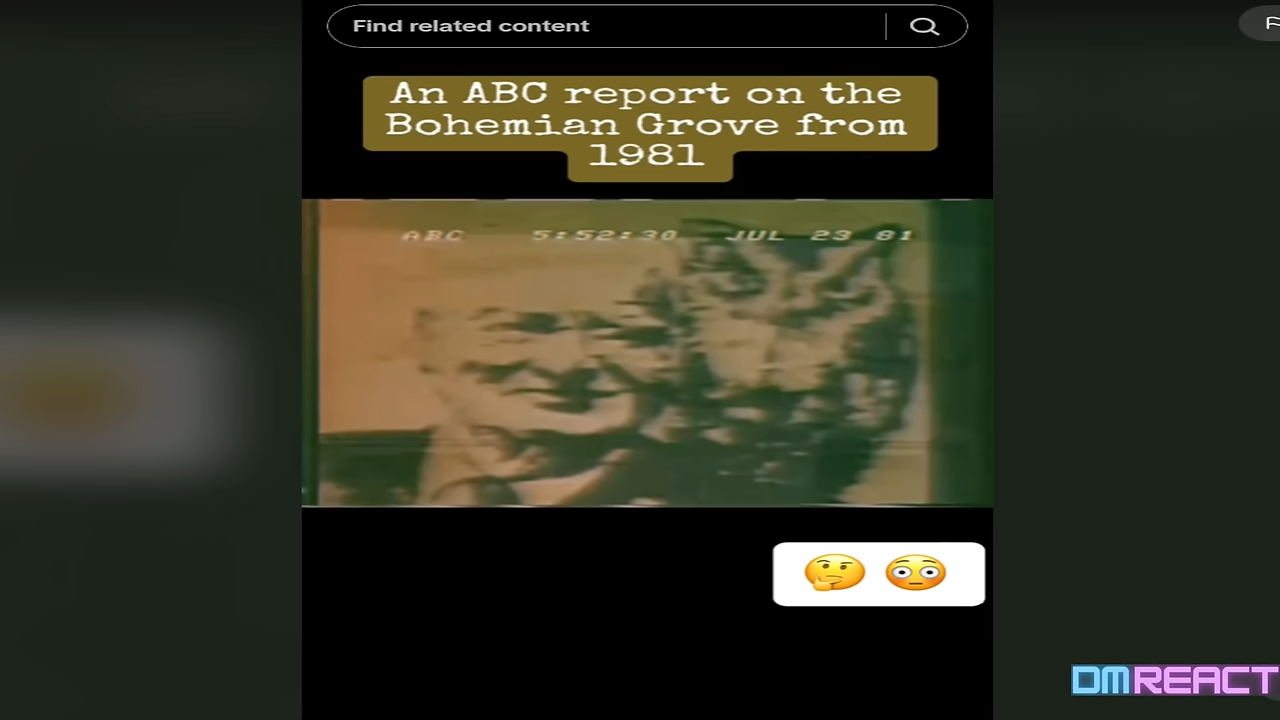 Find related content
An ABC report on the
Bohemian Grove from
1981
ABC 5:52:30 JUL 23 81
DMREACT